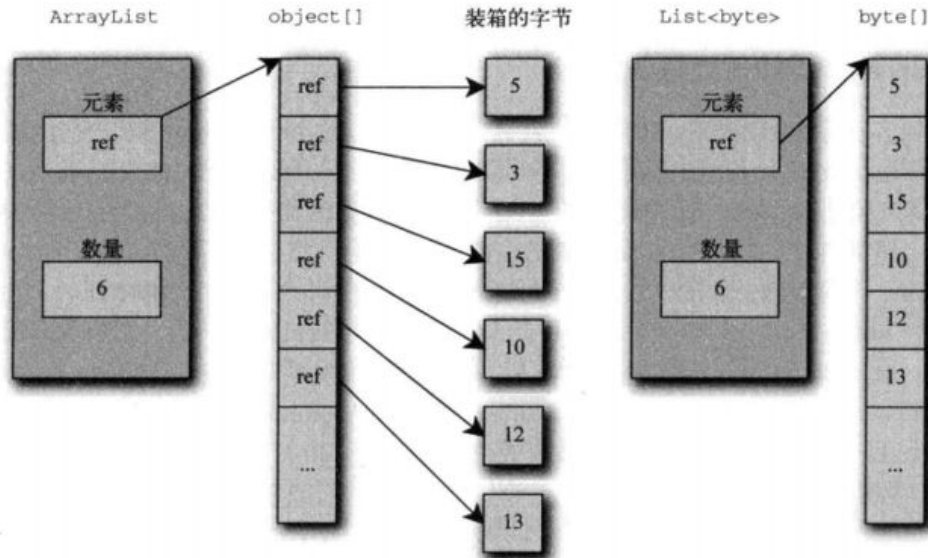 ArrayList
object[]
装箱的字节
List<byte>
byte[]
元素
ref
数量
6
ref
ref
ref
ref
ref
ref
...
5
3
15
10
12
13
元素
ref
数量
6
5
3
15
10
12
13
...